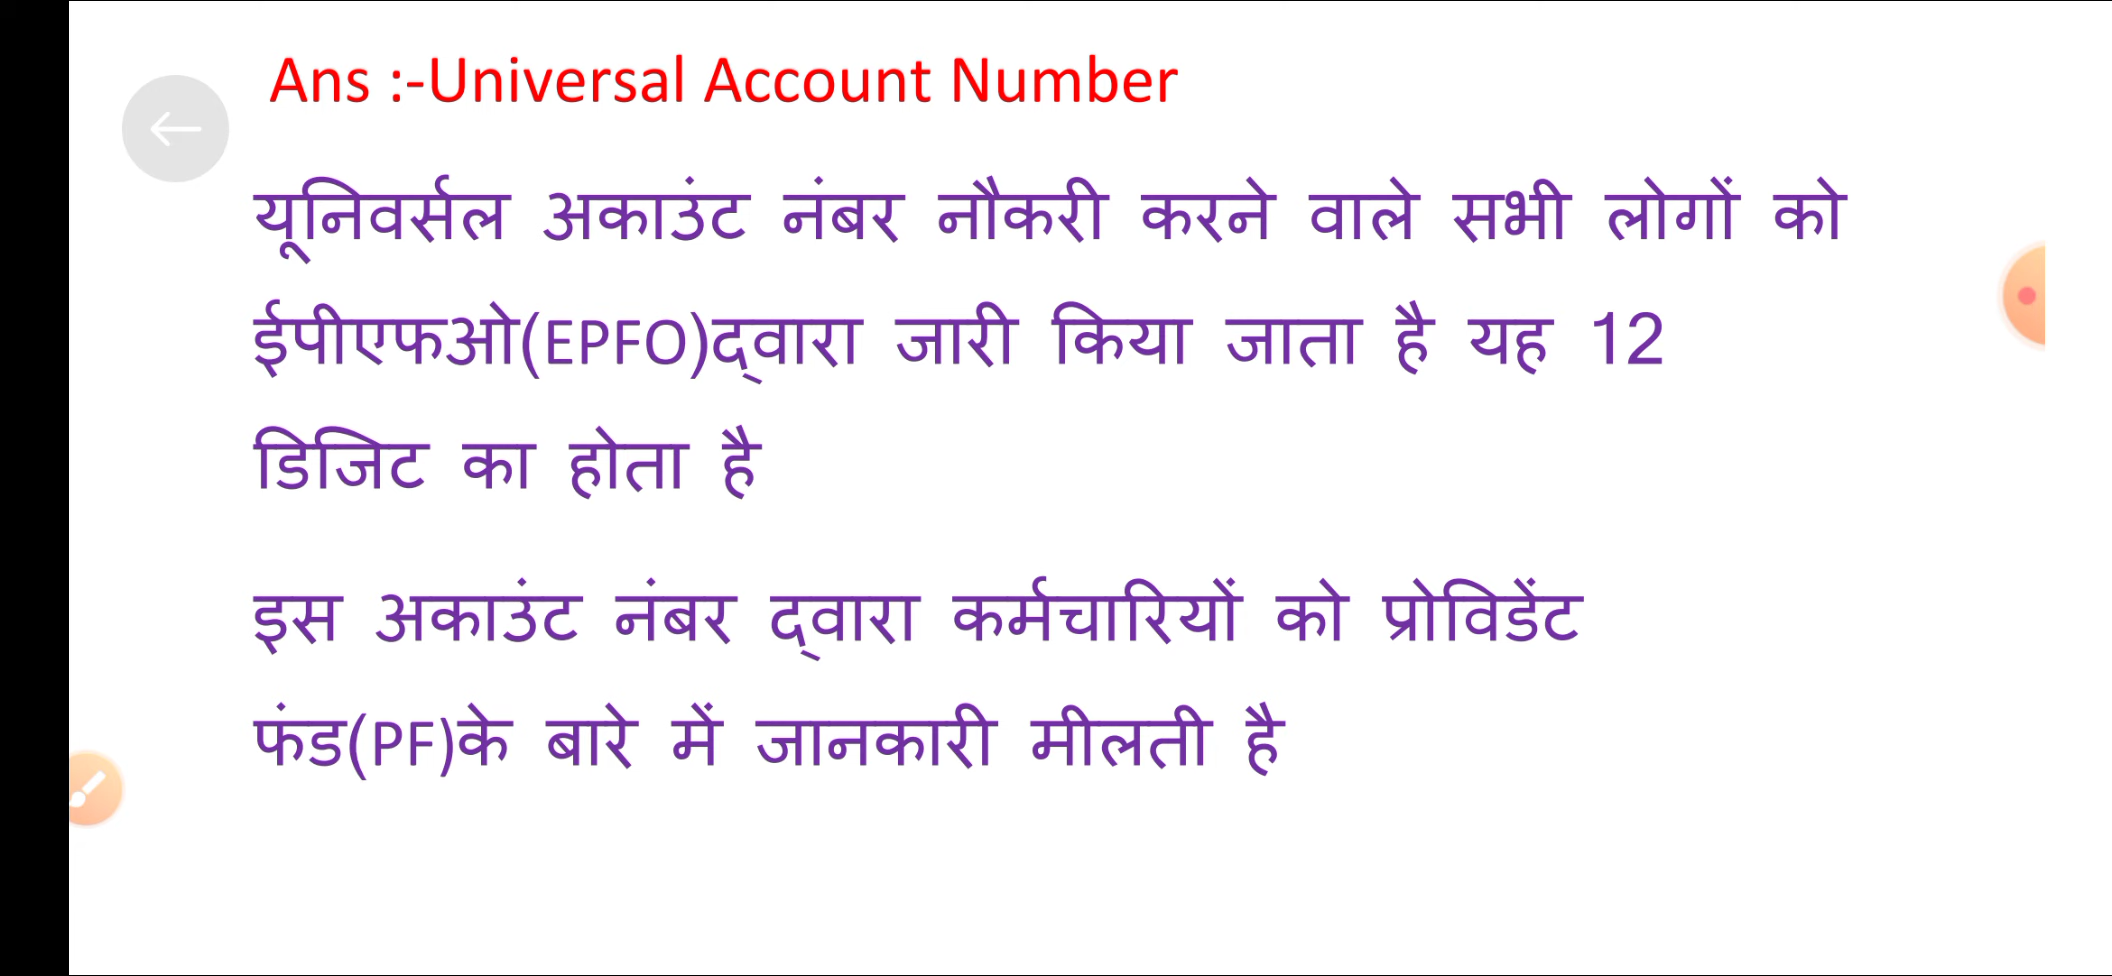 Ans :-Universal Account Number
यूनिवर्सल अकाउंट नंबर नौकरी करने वाले सभी लोगों को
ईपीएफओ(EPFO)द्वारा जारी किया जाता है यह 12
डिजिट का होता है
इस अकाउंट नंबर द्वारा कर्मचारियों को प्रोविडेंट
फंड(PF)के बारे में जानकारी मीलती है